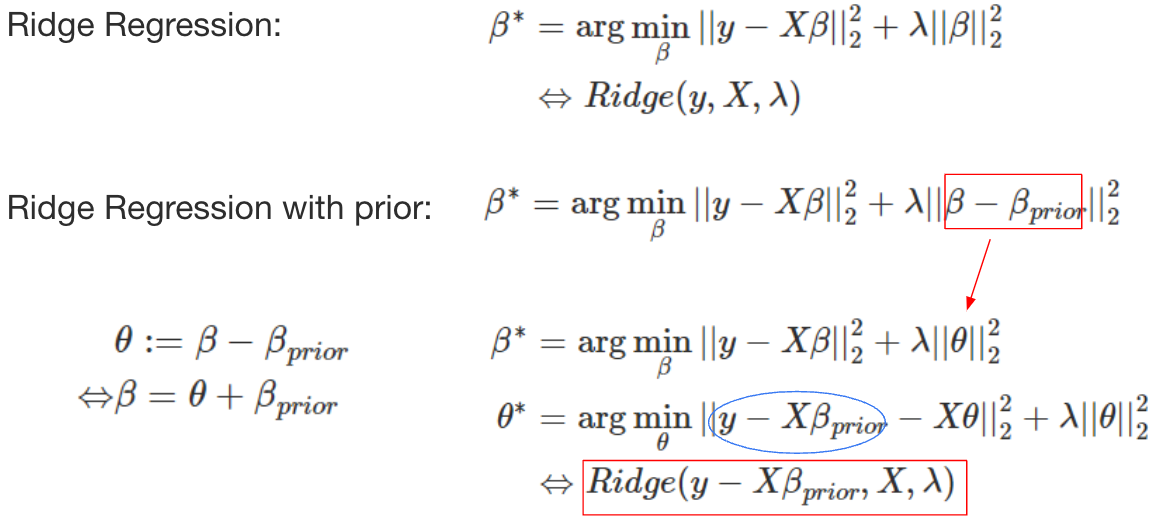 Ridge Regression: β* = arg min_β ||y − Xβ||₂² + λ||β||₂²
⇔ Ridge(y, X, λ)
Ridge Regression with prior: β* = arg min_β ||y − Xβ||₂² + λ||β − β_prior||₂²
θ := β − β_prior
⇔β = θ + β_prior
β* = arg min_β ||y − Xβ||₂² + λ||θ||₂²
θ* = arg min_θ ||y − Xβ_prior − Xθ||₂² + λ||θ||₂²
⇔ Ridge(y − Xβ_prior, X, λ)